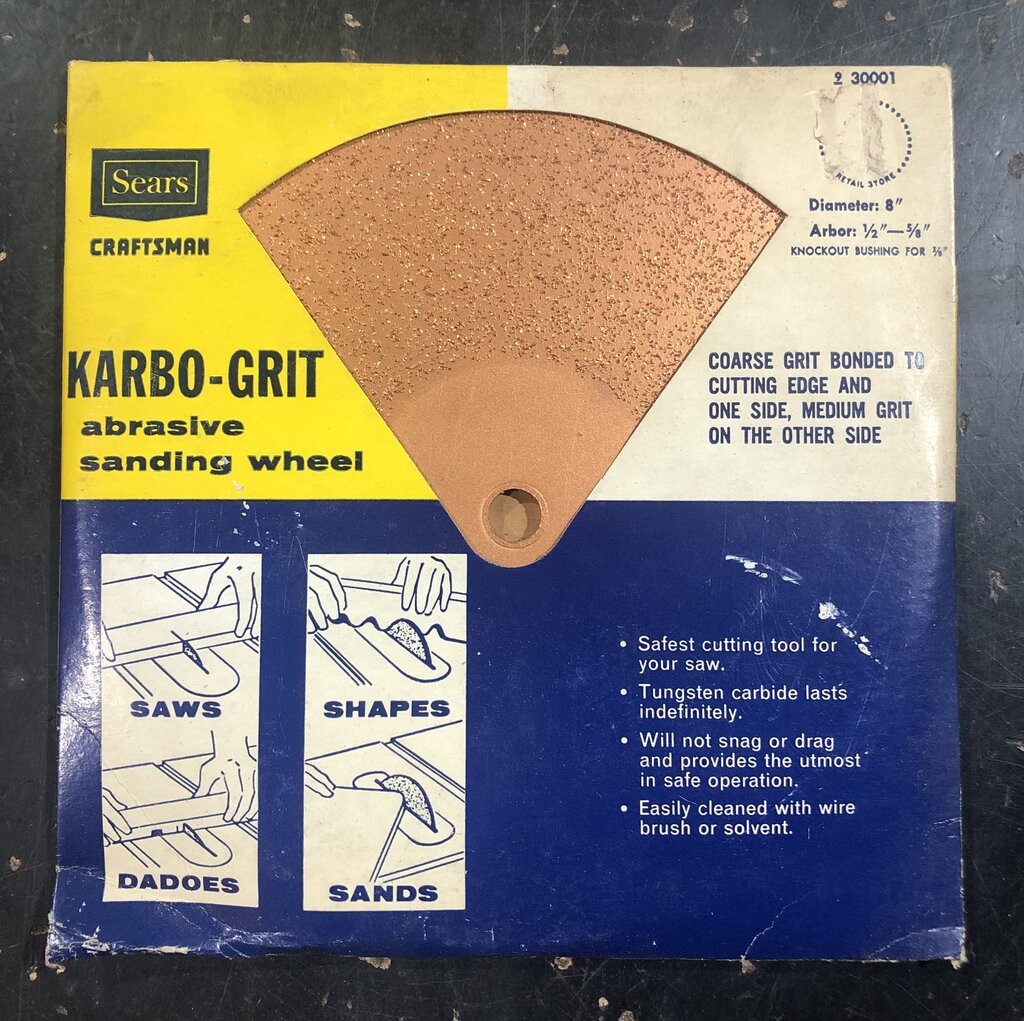 9 30001
RETAIL STORE
Sears
CRAFTSMAN
Diameter: 8"
Arbor: ½"—⅝"
KNOCKOUT BUSHING FOR ⅝"
KARBO-GRIT
abrasive
sanding wheel
COARSE GRIT BONDED TO
CUTTING EDGE AND
ONE SIDE, MEDIUM GRIT
ON THE OTHER SIDE
SAWS
SHAPES
DADOES
SANDS
• Safest cutting tool for
your saw.
• Tungsten carbide lasts
indefinitely.
• Will not snag or drag
and provides the utmost
in safe operation.
• Easily cleaned with wire
brush or solvent.